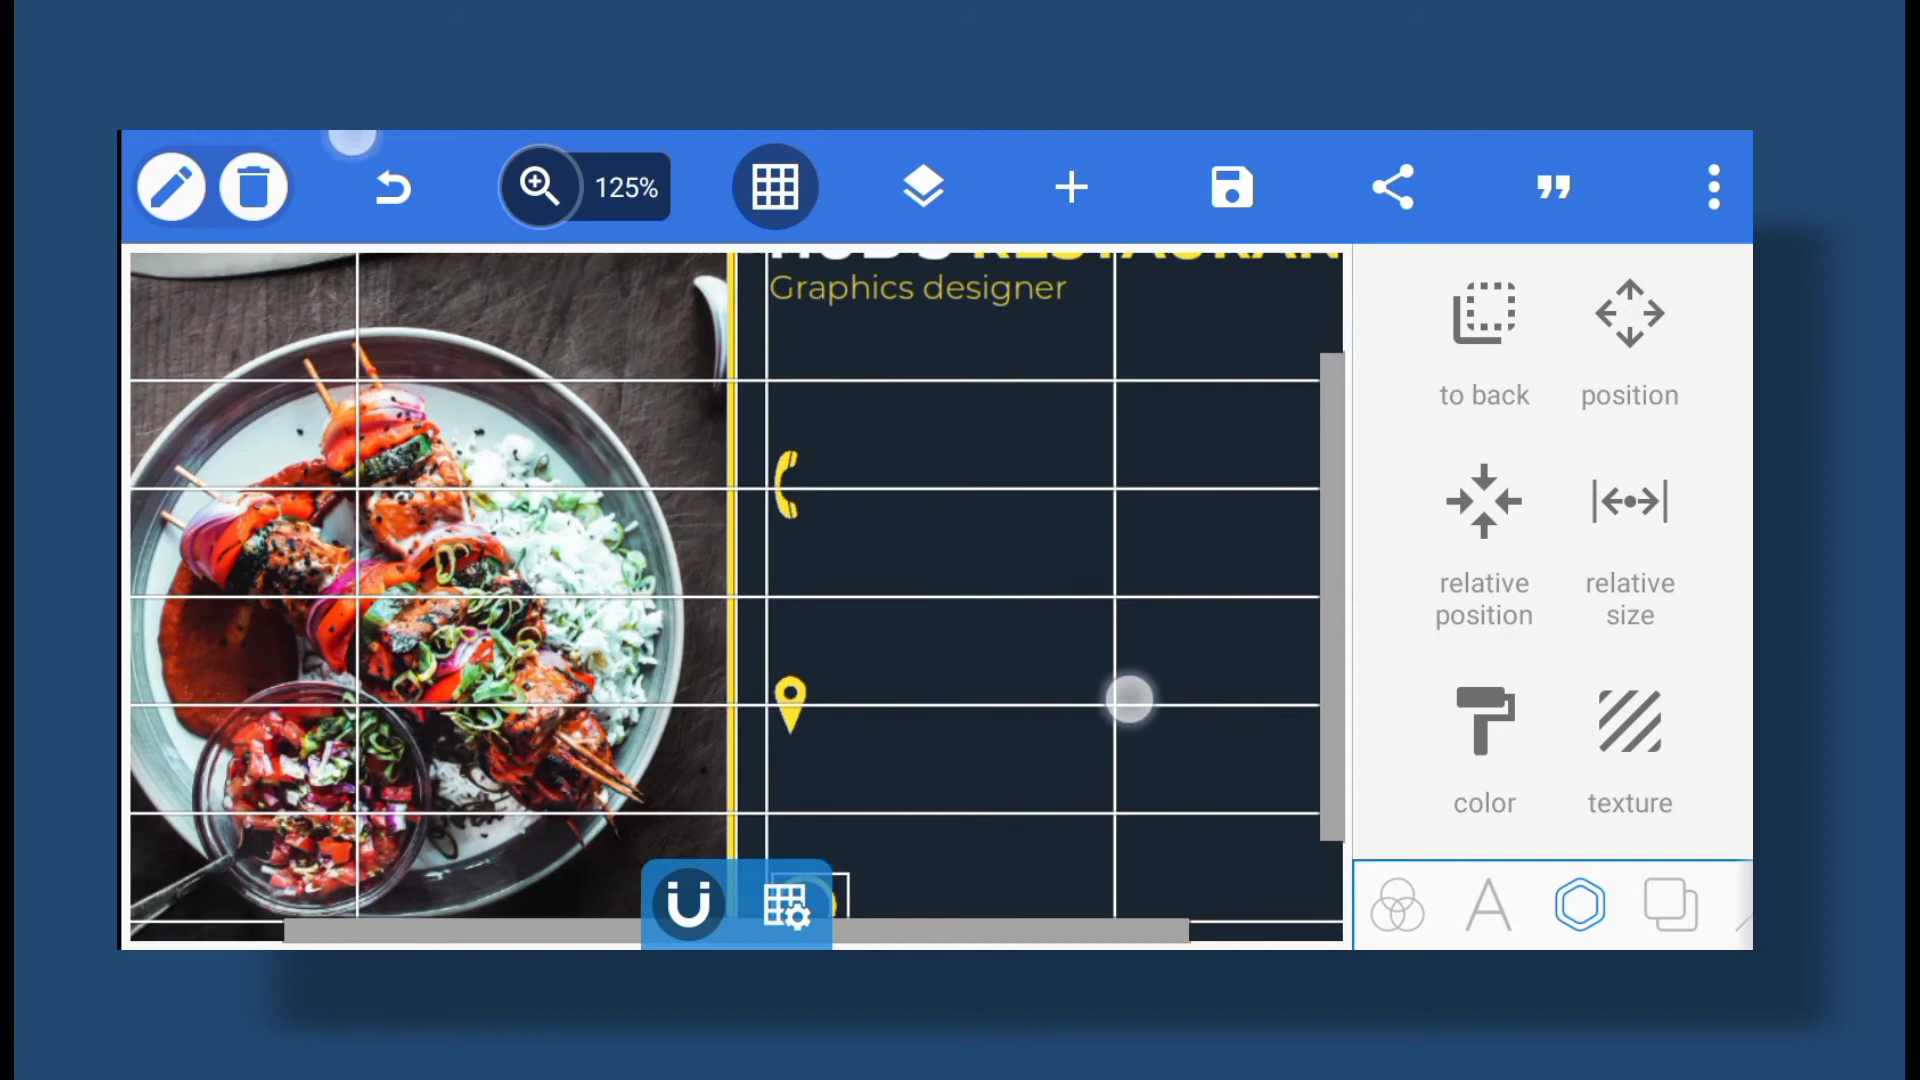 125%
Graphics designer
to back
position
relative
position
relative
size
color
texture